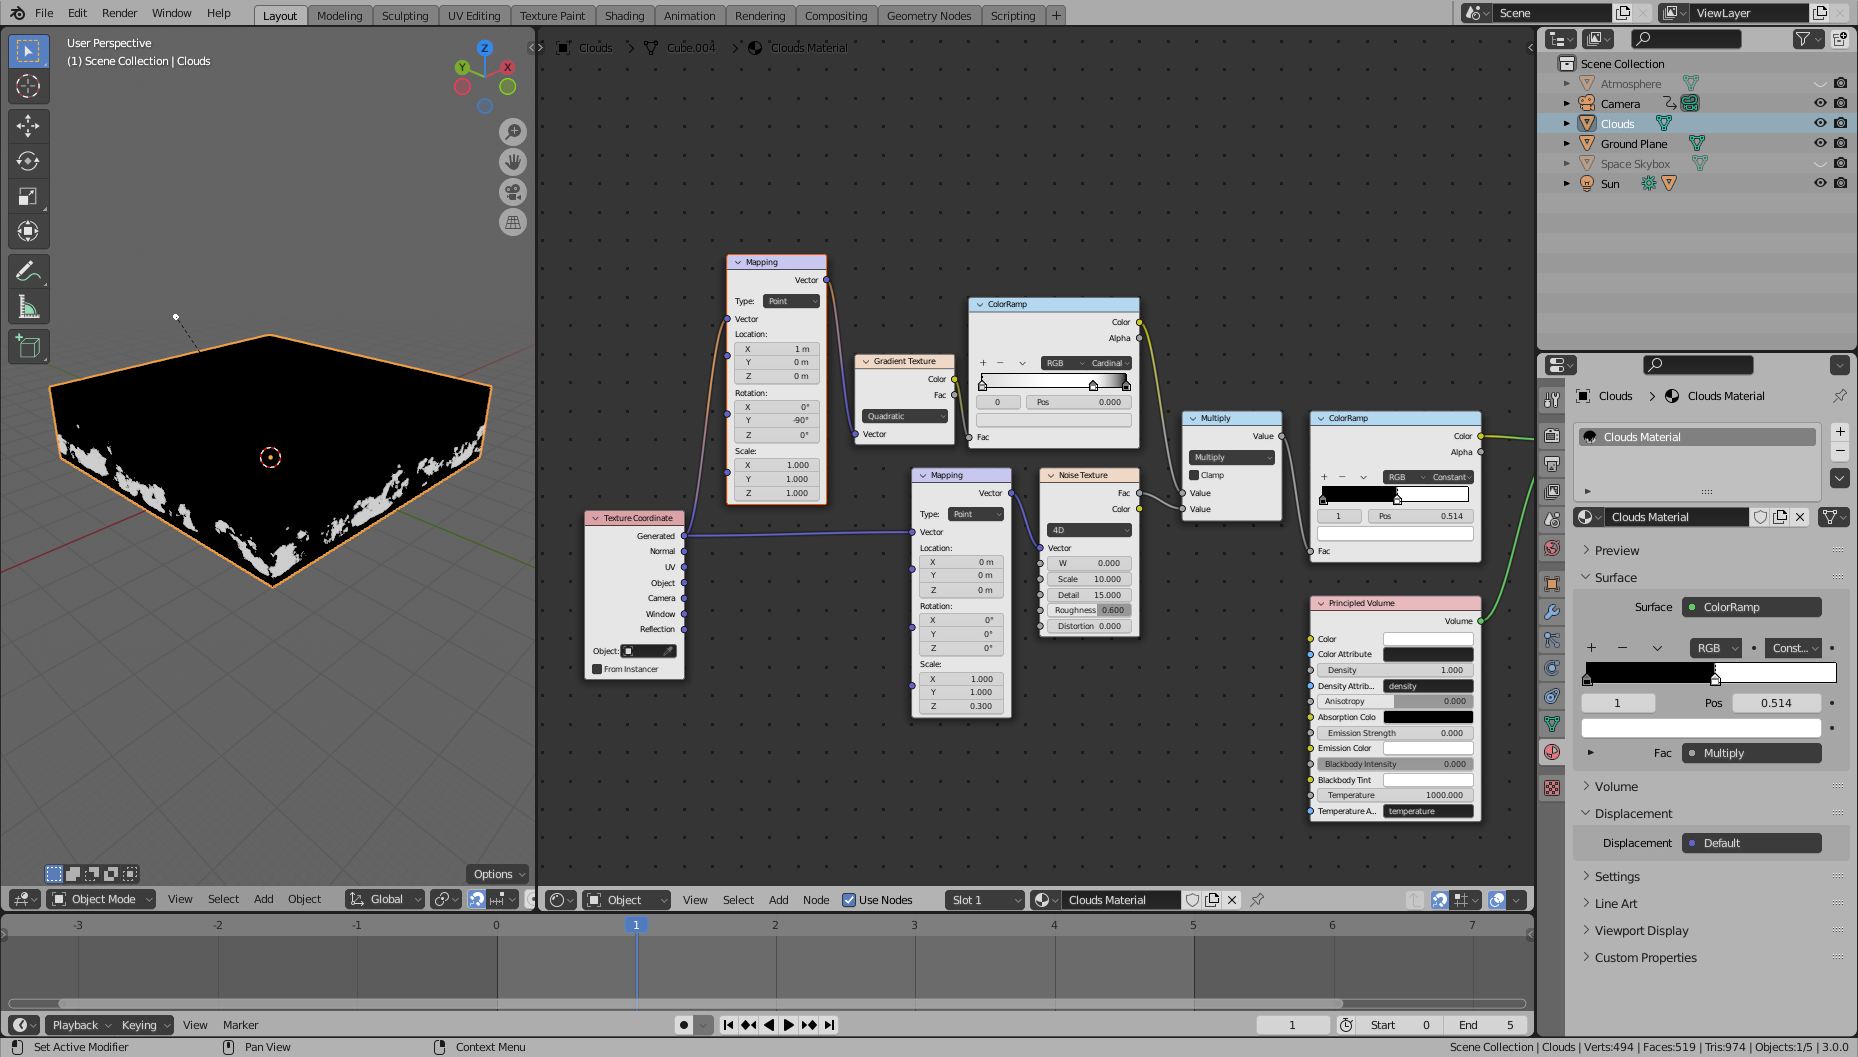 File Edit Render Window Help Layout Modeling Sculpting UV Editing Texture Paint Shading Animation Rendering Compositing Geometry Nodes Scripting + Scene ViewLayer
User Perspective
(1) Scene Collection | Clouds
Z
Y
X
Options
Object Mode View Select Add Object Global
Clouds > Cube.004 > Clouds Material
Mapping
Vector
Type: Point
Vector
Location:
X 1 m
Y 0 m
Z 0 m
Rotation:
X 0°
Y -90°
Z 0°
Scale:
X 1.000
Y 1.000
Z 1.000
Gradient Texture
Color
Fac
Quadratic
Vector
ColorRamp
Color
Alpha
+ − RGB Cardinal
0 Pos 0.000
Fac
Texture Coordinate
Generated
Normal
UV
Object
Camera
Window
Reflection
Object:
From Instancer
Mapping
Vector
Type: Point
Vector
Location:
X 0 m
Y 0 m
Z 0 m
Rotation:
X 0°
Y 0°
Z 0°
Scale:
X 1.000
Y 1.000
Z 0.300
Noise Texture
Fac
Color
4D
Vector
W 0.000
Scale 10.000
Detail 15.000
Roughness 0.600
Distortion 0.000
Multiply
Value
Multiply
Clamp
Value
Value
ColorRamp
Color
Alpha
+ − RGB Constant
1 Pos 0.514
Fac
Principled Volume
Volume
Color
Color Attribute
Density 1.000
Density Attrib... density
Anisotropy 0.000
Absorption Colo
Emission Strength 0.000
Emission Color
Blackbody Intensity 0.000
Blackbody Tint
Temperature 1000.000
Temperature A... temperature
Object View Select Add Node Use Nodes Slot 1 Clouds Material
Scene Collection
Atmosphere
Camera
Clouds
Ground Plane
Space Skybox
Sun
Clouds > Clouds Material
Clouds Material
Clouds Material
Preview
Surface
Surface ColorRamp
+ − RGB Const...
1 Pos 0.514
Fac Multiply
Volume
Displacement
Displacement Default
Settings
Line Art
Viewport Display
Custom Properties
-3 -2 -1 0 1 2 3 4 5 6 7
Playback Keying View Marker 1 Start 0 End 5
Set Active Modifier Pan View Context Menu Scene Collection | Clouds | Verts:494 | Faces:519 | Tris:974 | Objects:1/5 | 3.0.0